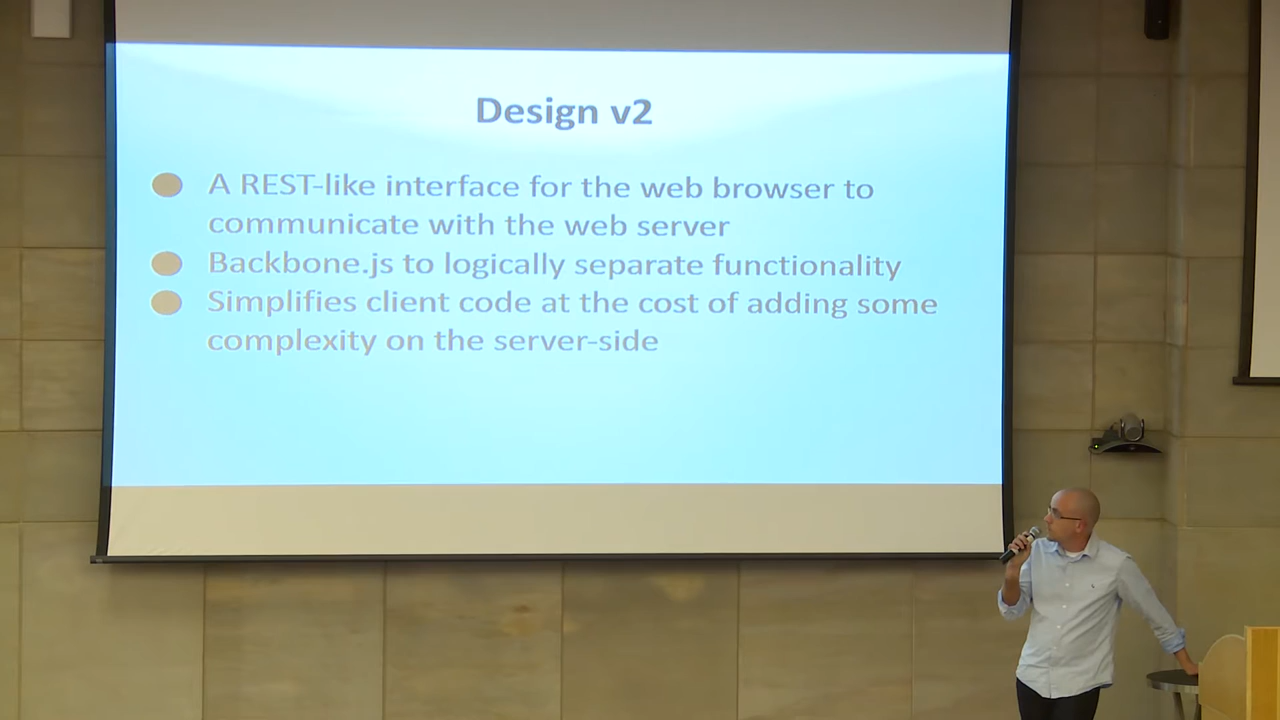 Design v2
A REST-like interface for the web browser to
communicate with the web server
Backbone.js to logically separate functionality
Simplifies client code at the cost of adding some
complexity on the server-side